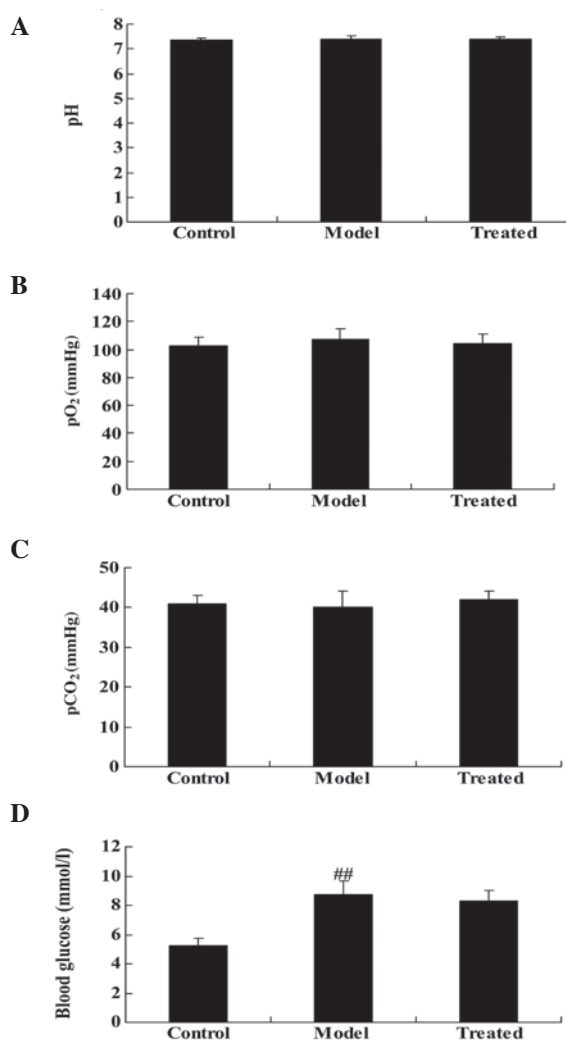 A
8
7
6
5
4
3
2
1
0
pH
Control Model Treated
B
140
120
100
80
60
40
20
0
pO₂ (mmHg)
Control Model Treated
C
50
40
30
20
10
0
pCO₂ (mmHg)
Control Model Treated
D
12
10
8
6
4
2
0
Blood glucose (mmol/l)
##
Control Model Treated